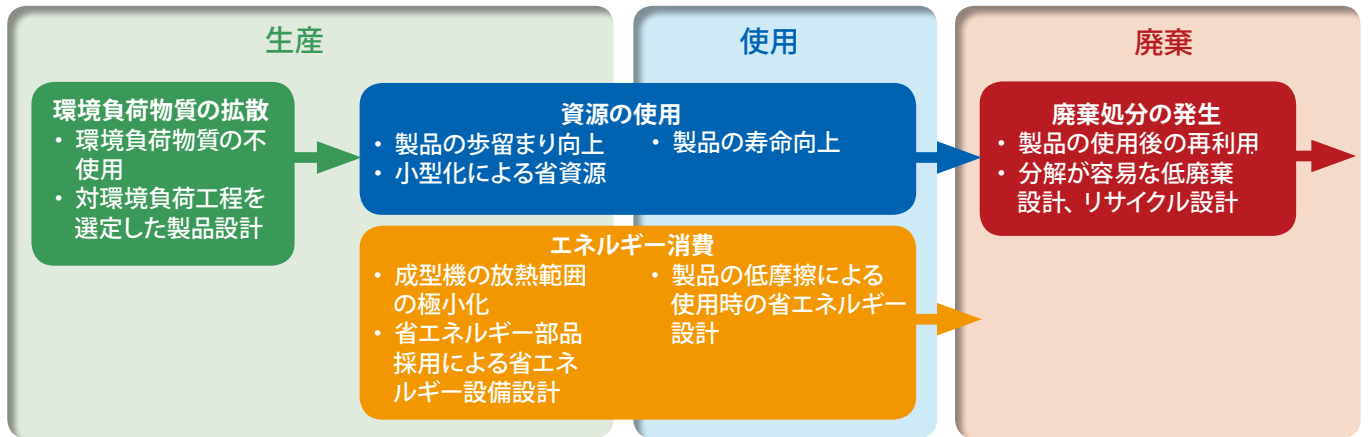 生産
使用
廃棄
環境負荷物質の拡散
・ 環境負荷物質の不
使用
・ 対環境負荷工程を
選定した製品設計
資源の使用
・ 製品の歩留まり向上
・ 小型化による省資源
・ 製品の寿命向上
エネルギー消費
・ 成型機の放熱範囲
の極小化
・ 省エネルギー部品
採用による省エネ
ルギー設備設計
・ 製品の低摩擦による
使用時の省エネルギー
設計
廃棄処分の発生
・ 製品の使用後の再利用
・ 分解が容易な低廃棄
設計、リサイクル設計